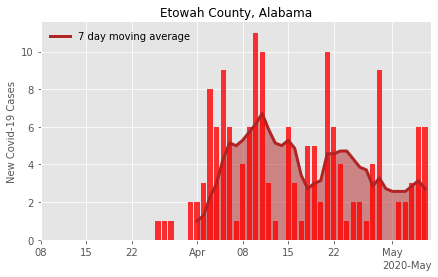 Etowah County, Alabama
7 day moving average
New Covid-19 Cases
10
8
6
4
2
0
08 15 22 Apr 08 15 22 May
2020-May